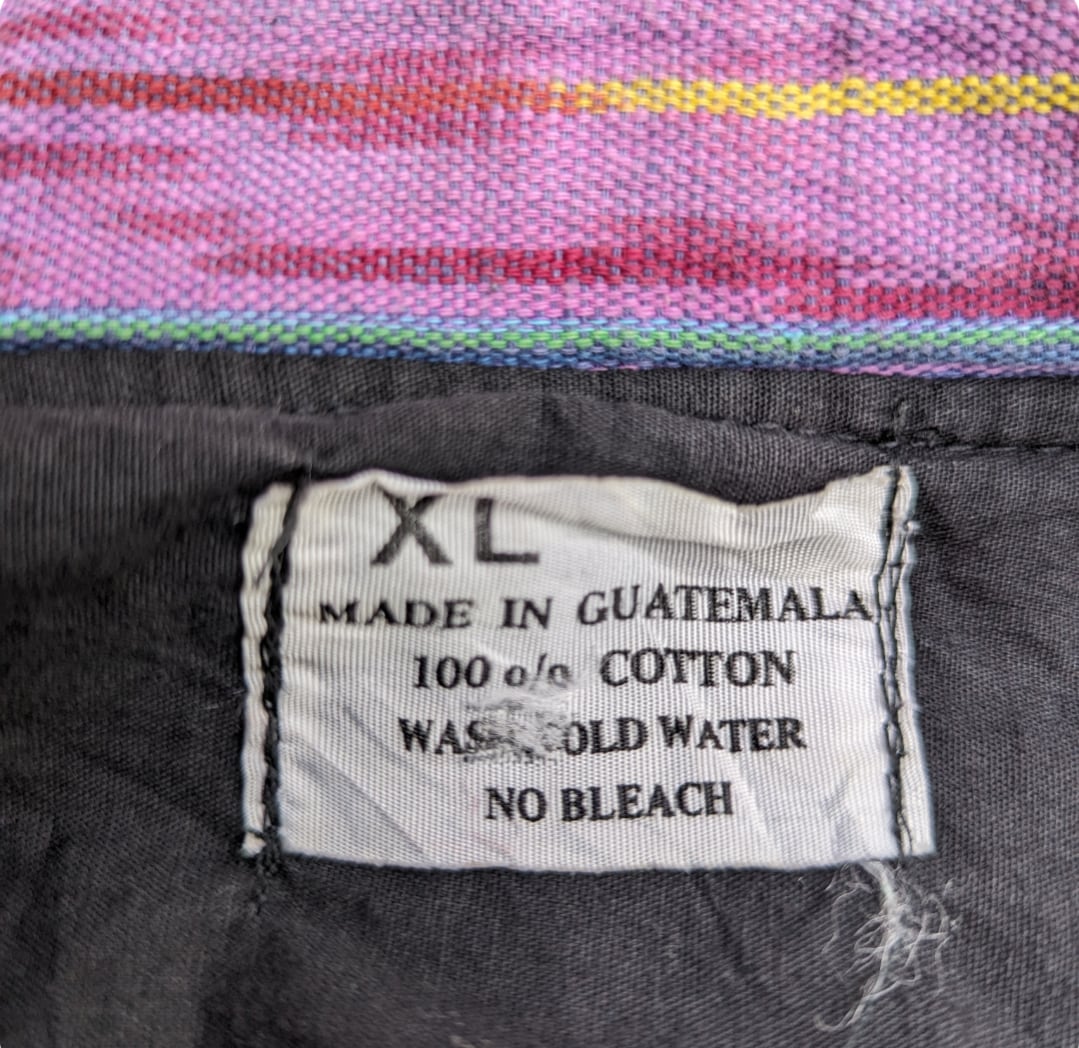 XL
MADE IN GUATEMALA
100 o/o COTTON
WATER
NO BLEACH